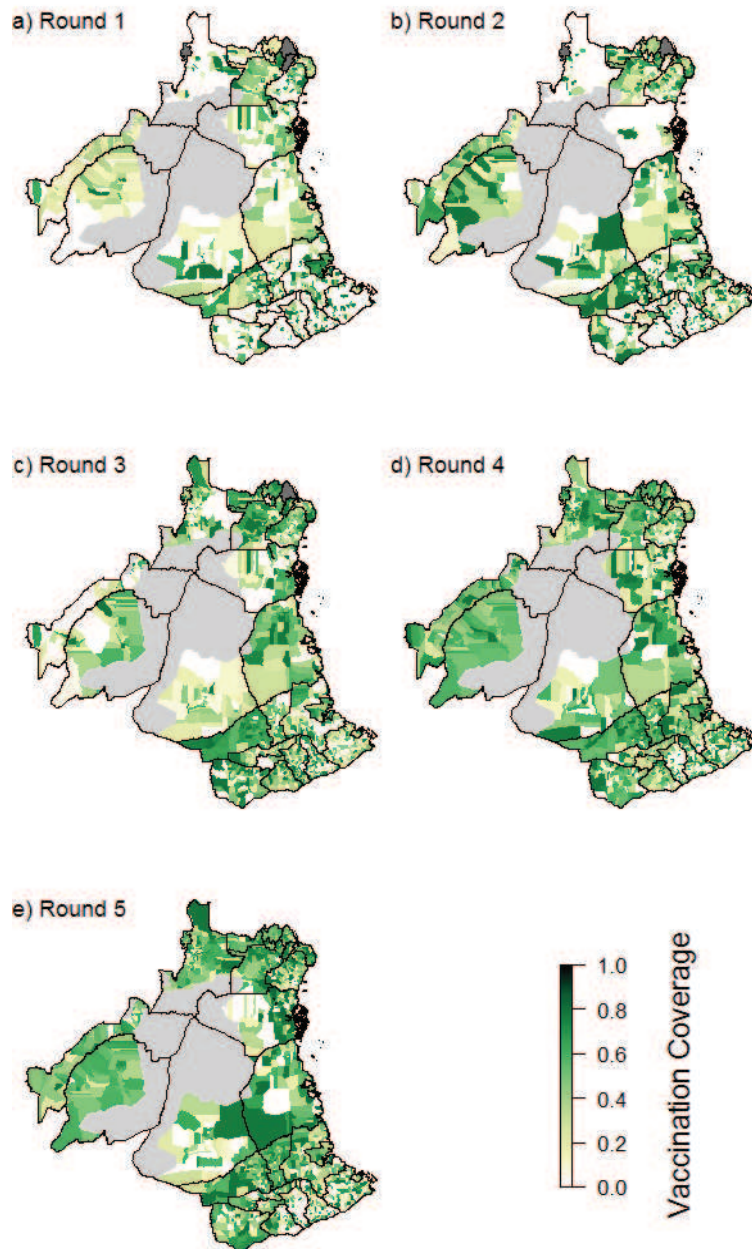 a) Round 1
b) Round 2
c) Round 3
d) Round 4
e) Round 5
1.0
0.8
0.6
0.4
0.2
0.0
Vaccination Coverage